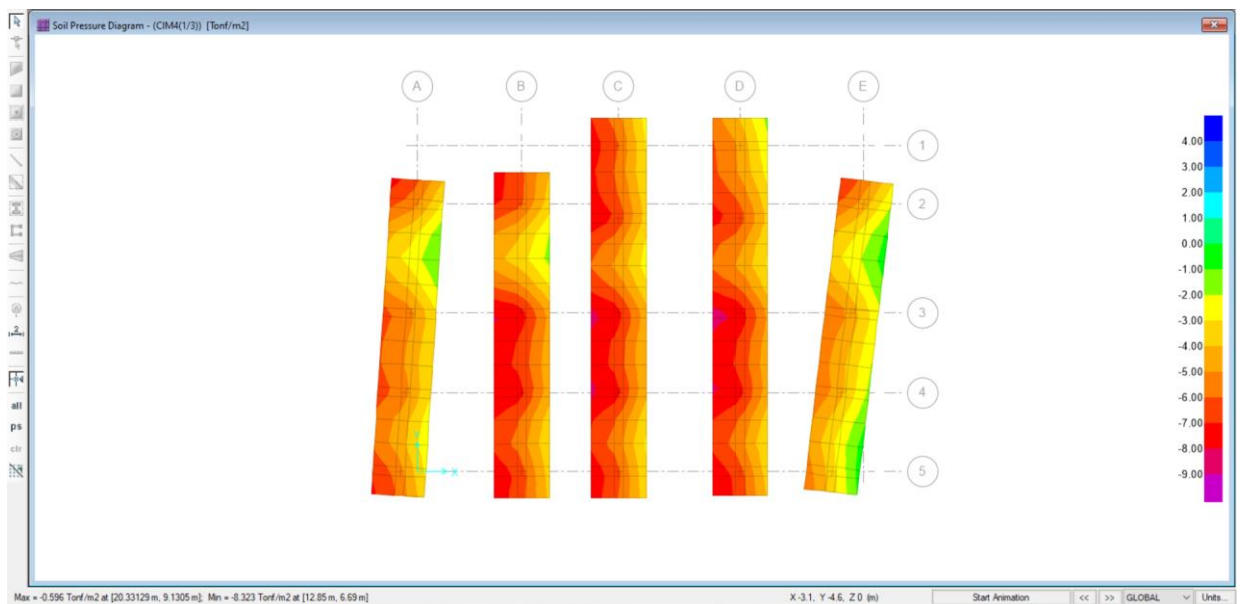 Soil Pressure Diagram - (CIM4(1/3)) [Tonf/m2]
A B C D E
1
2
3
4
5
4.00
3.00
2.00
1.00
0.00
-1.00
-2.00
-3.00
-4.00
-5.00
-6.00
-7.00
-8.00
-9.00
2
all
ps
clr
Y
X
Max = -0.596 Tonf/m2 at [20.33129 m, 9.1305 m]; Min = -8.323 Tonf/m2 at [12.85 m, 6.69 m]
X -3.1, Y -4.6, Z 0 (m)
Start Animation
<< >>
GLOBAL
Units...